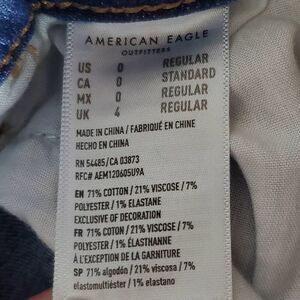 AMERICAN EAGLE
OUTFITTERS
US 0 REGULAR
CA 0 STANDARD
MX 0 REGULAR
UK 4 REGULAR
MADE IN CHINA / FABRIQUÉ EN CHINE
HECHO EN CHINA
RN 54485/CA 03873
RFC# AEM120605U9A
EN 71% COTTON / 21% VISCOSE / 7%
POLYESTER / 1% ELASTANE
EXCLUSIVE OF DECORATION
FR 71% COTON / 21% VISCOSE / 7%
POLYESTER / 1% ÉLASTHANNE
À L'EXCEPTION DE LA GARNITURE
SP 71% algodón / 21% viscosa / 7%
elastomultiéster / 1% elastano